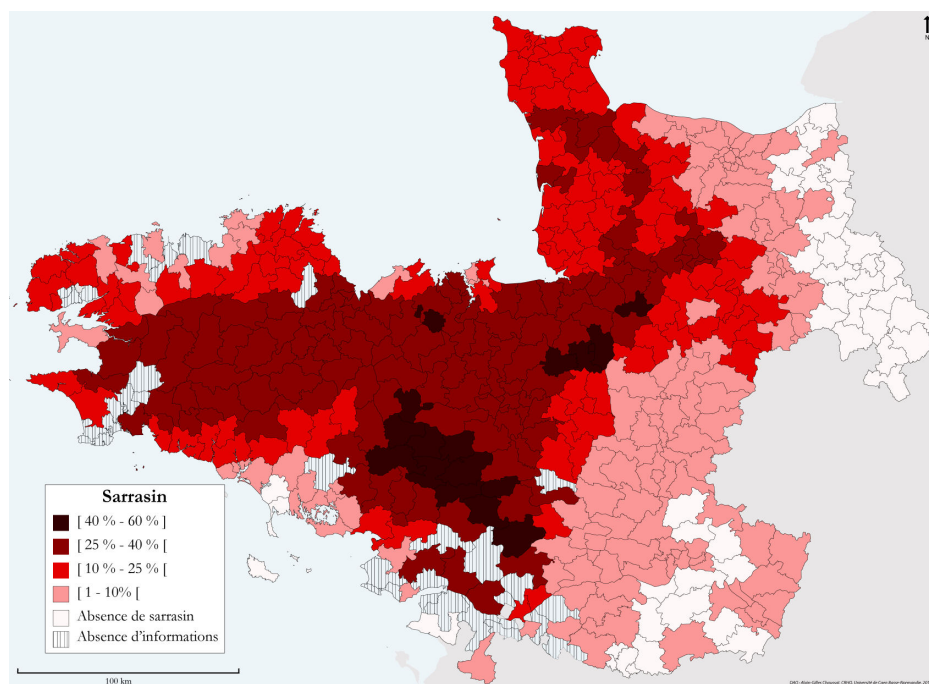 N
Sarrasin
[ 40 % - 60 % ]
[ 25 % - 40 % [
[ 10 % - 25 % [
[ 1 - 10% [
Absence de sarrasin
Absence d'informations
100 km